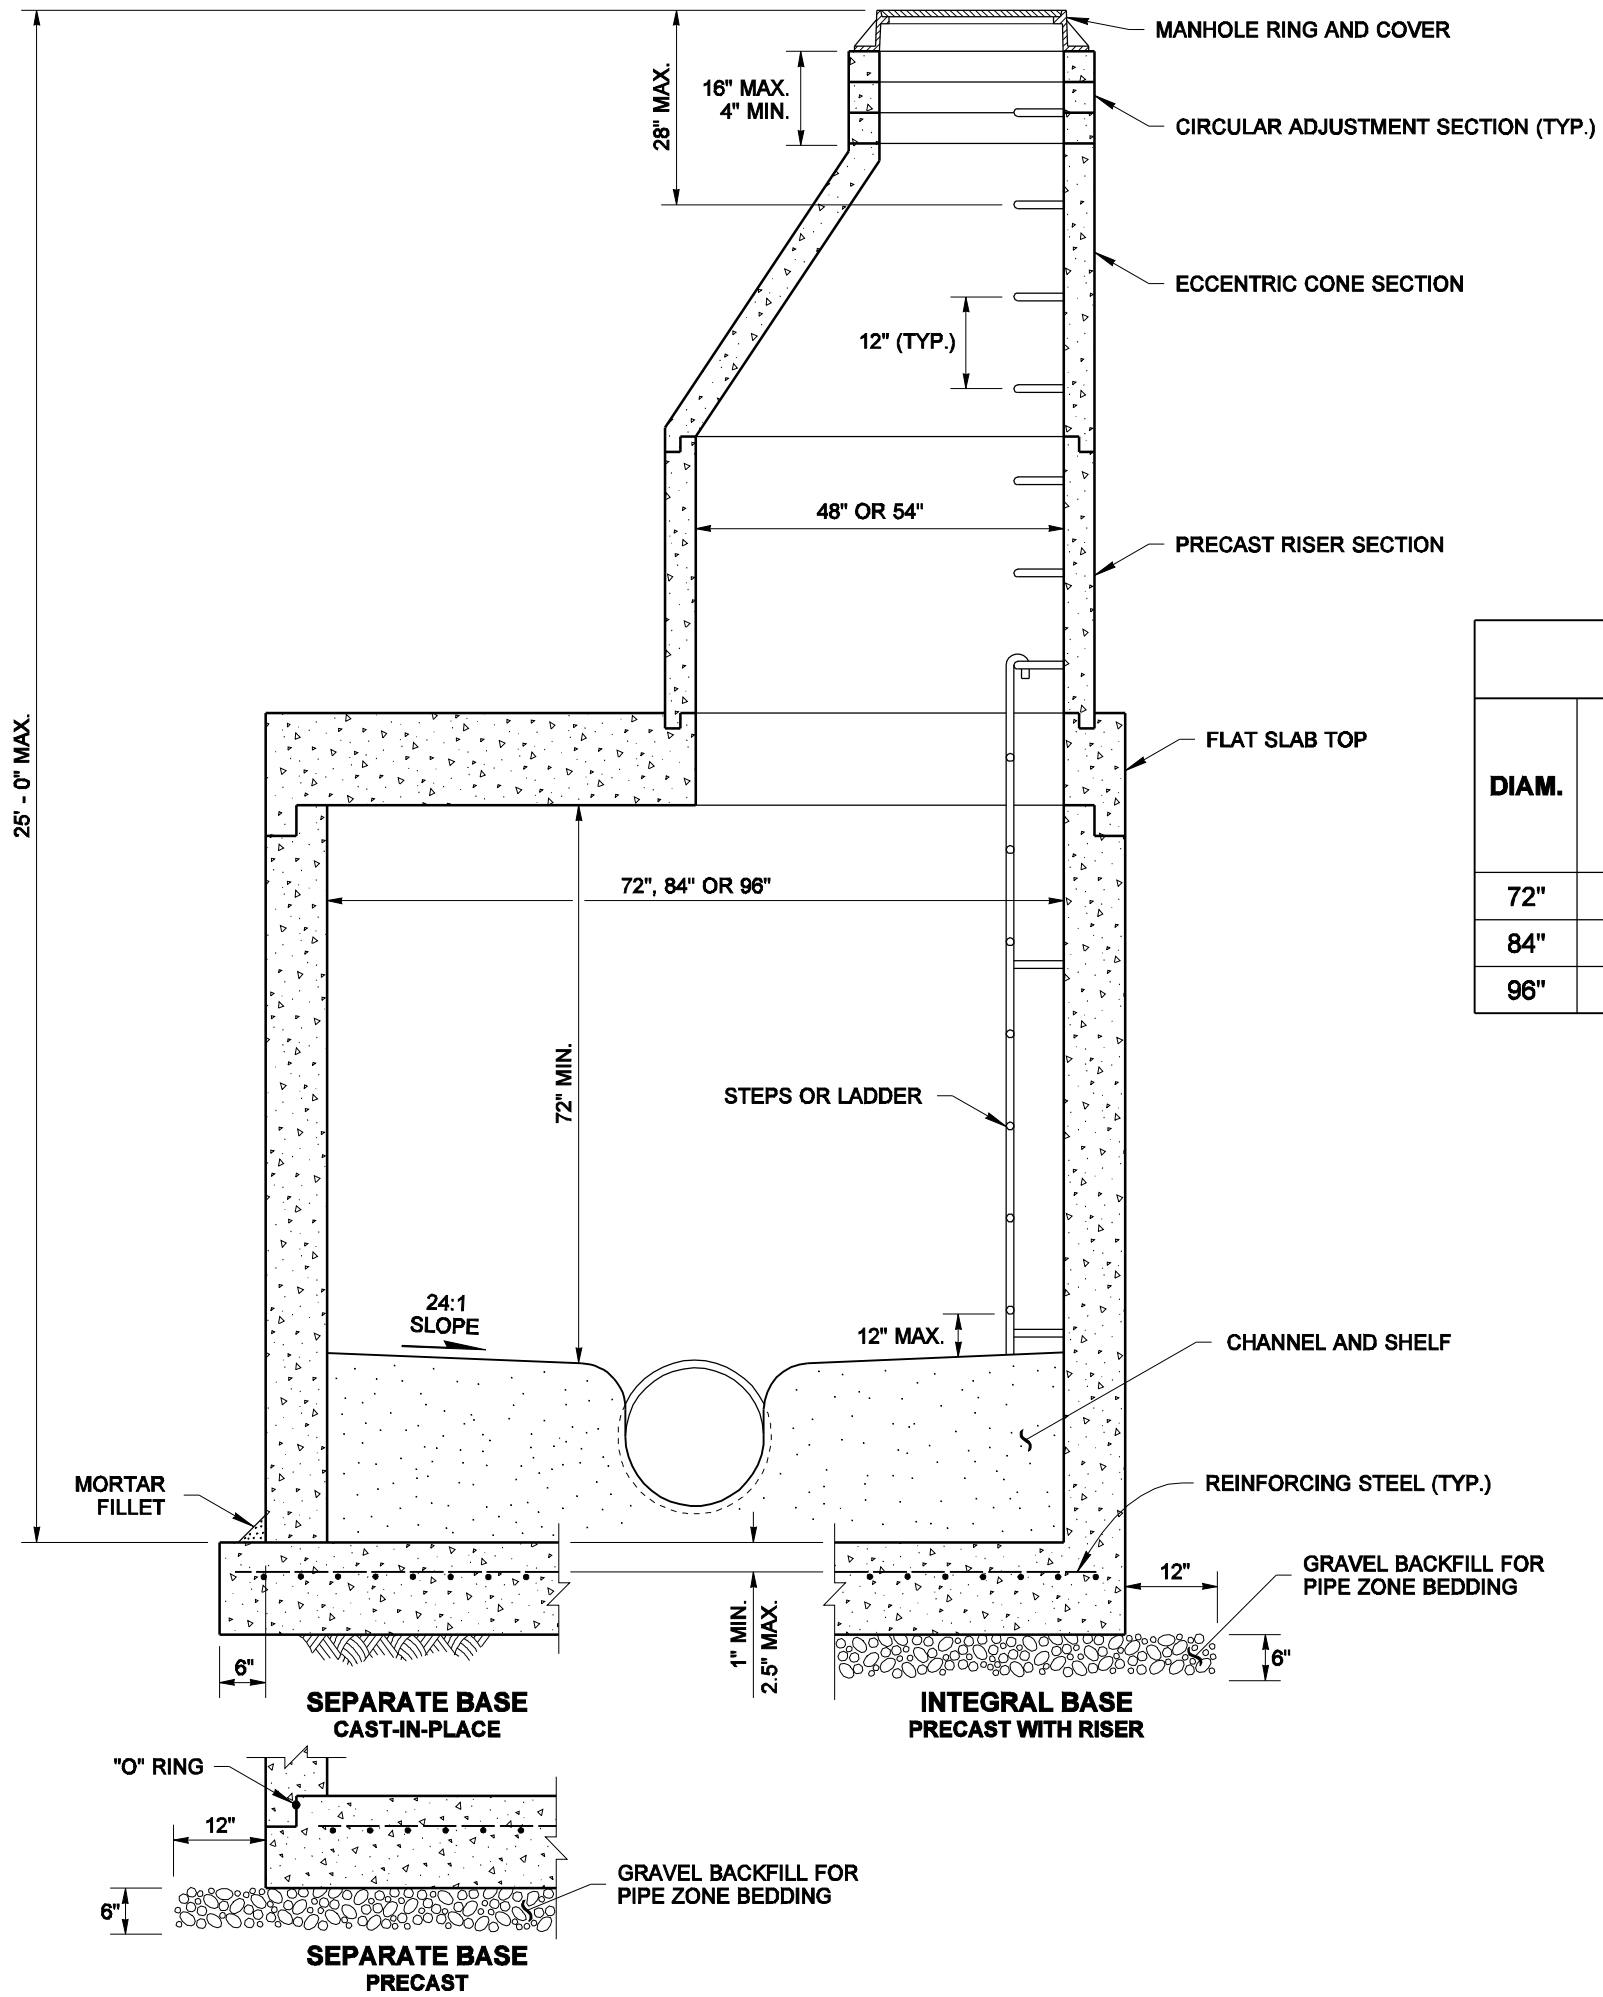 MANHOLE RING AND COVER
28" MAX.
16" MAX.
4" MIN.
CIRCULAR ADJUSTMENT SECTION (TYP.)
ECCENTRIC CONE SECTION
12" (TYP.)
48" OR 54"
PRECAST RISER SECTION
25' - 0" MAX.
FLAT SLAB TOP
DIAM.
72"
84"
96"
72", 84" OR 96"
72" MIN.
STEPS OR LADDER
24:1
SLOPE
12" MAX.
CHANNEL AND SHELF
MORTAR
FILLET
REINFORCING STEEL (TYP.)
12"
GRAVEL BACKFILL FOR
PIPE ZONE BEDDING
6"
1" MIN.
2.5" MAX.
6"
SEPARATE BASE
CAST-IN-PLACE
INTEGRAL BASE
PRECAST WITH RISER
"O" RING
12"
GRAVEL BACKFILL FOR
PIPE ZONE BEDDING
6"
SEPARATE BASE
PRECAST